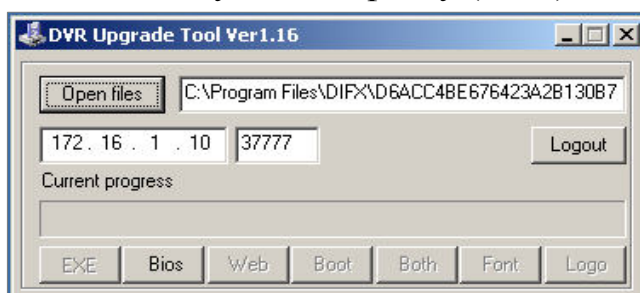 DVR Upgrade Tool Ver1.16
Open files C:\Program Files\DIFX\D6ACC4BE676423A2B130B7
172 . 16 . 1 . 10 37777 Logout
Current progress
EXE Bios Web Boot Both Font Logo